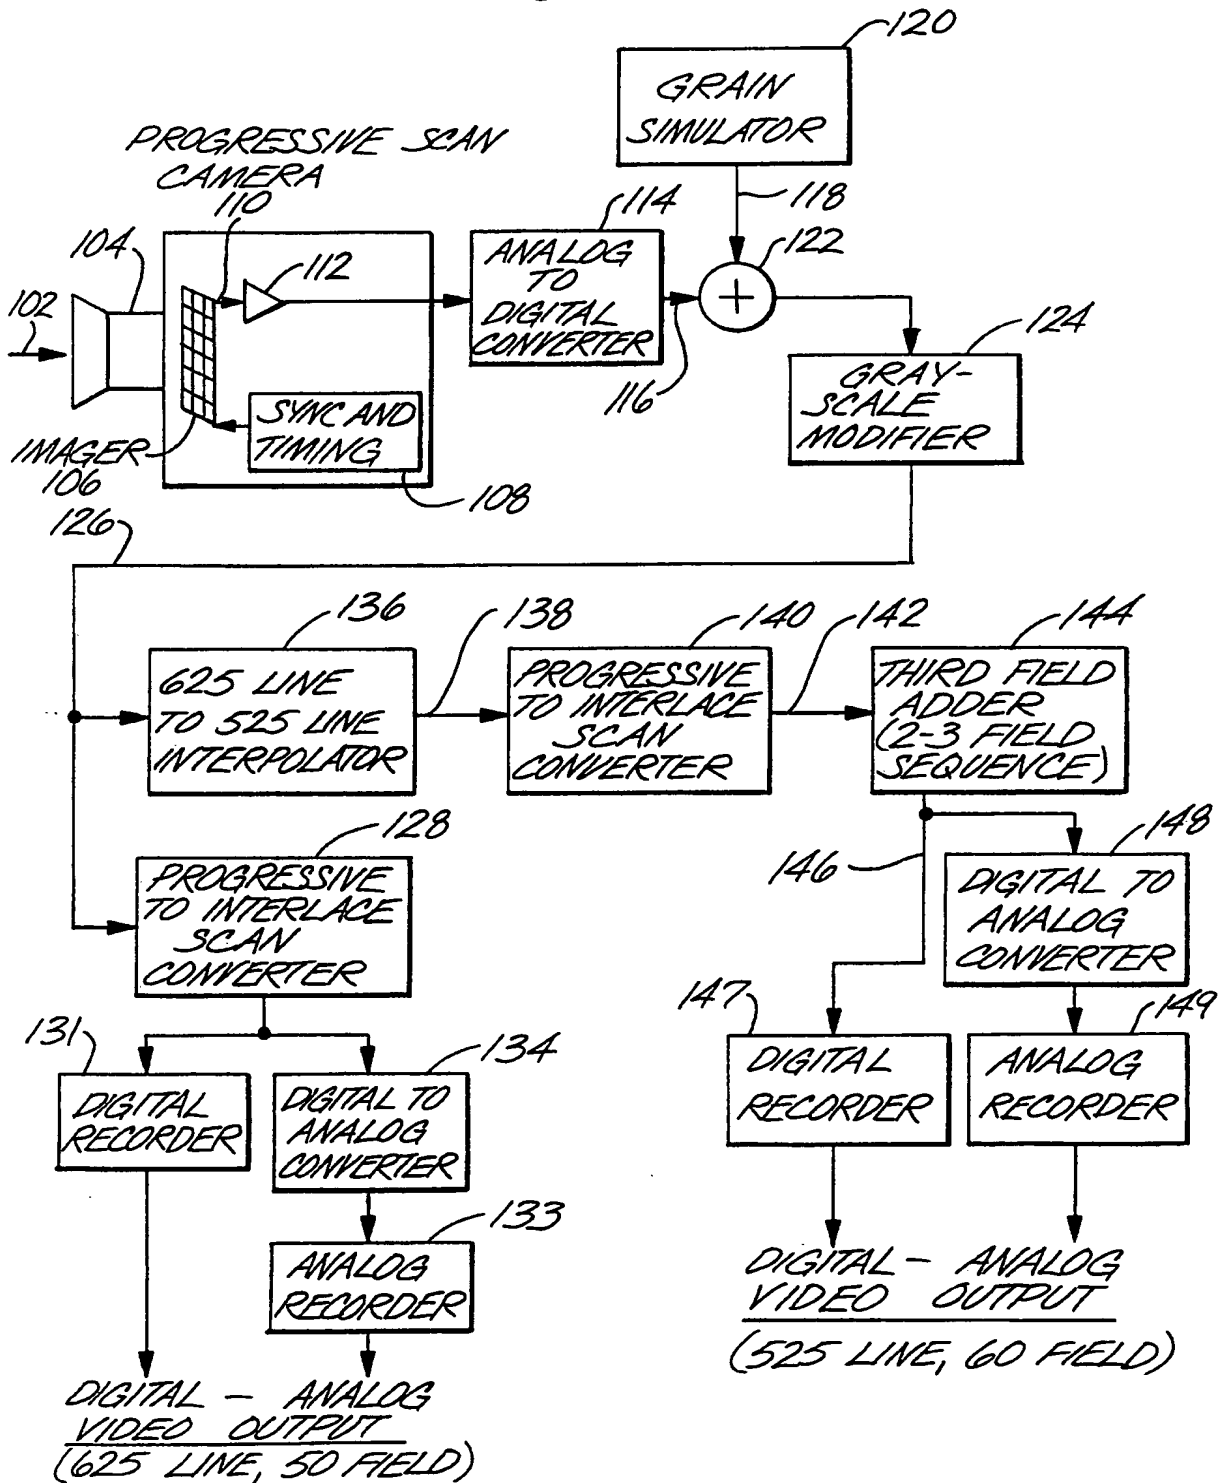 120
GRAIN
SIMULATOR
PROGRESSIVE SCAN
CAMERA
110
118
114
104
112
ANALOG
TO
DIGITAL
CONVERTER
122
+
102
116
124
GRAY-
SCALE
MODIFIER
SYNC AND
TIMING
IMAGER
106
108
126
136
138
140
142
144
625 LINE
TO 525 LINE
INTERPOLATOR
PROGRESSIVE
TO INTERLACE
SCAN
CONVERTER
THIRD FIELD
ADDER
(2-3 FIELD
SEQUENCE)
128
PROGRESSIVE
TO INTERLACE
SCAN
CONVERTER
146
148
DIGITAL TO
ANALOG
CONVERTER
147
149
131
134
DIGITAL
RECORDER
ANALOG
RECORDER
DIGITAL
RECORDER
DIGITAL TO
ANALOG
CONVERTER
133
ANALOG
RECORDER
DIGITAL - ANALOG
VIDEO OUTPUT
(525 LINE, 60 FIELD)
DIGITAL - ANALOG
VIDEO OUTPUT
(625 LINE, 50 FIELD)